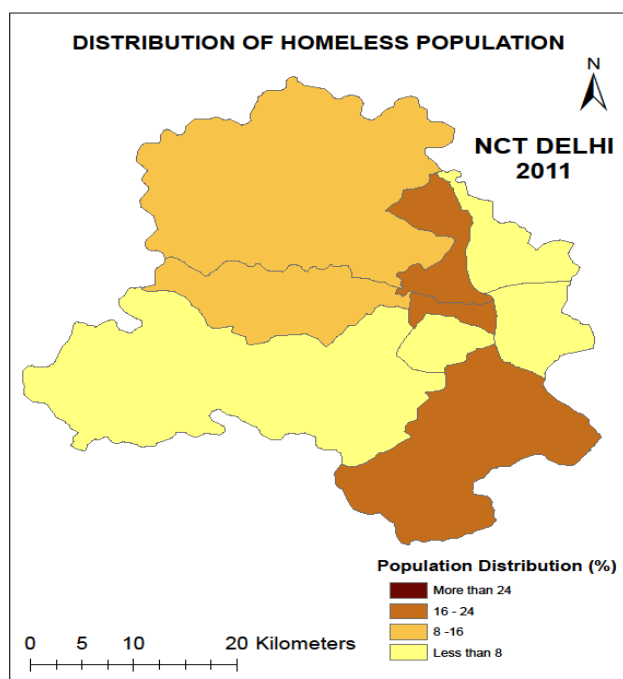 DISTRIBUTION OF HOMELESS POPULATION
N
NCT DELHI
2011
Population Distribution (%)
More than 24
16 - 24
8 -16
Less than 8
0 5 10 20 Kilometers